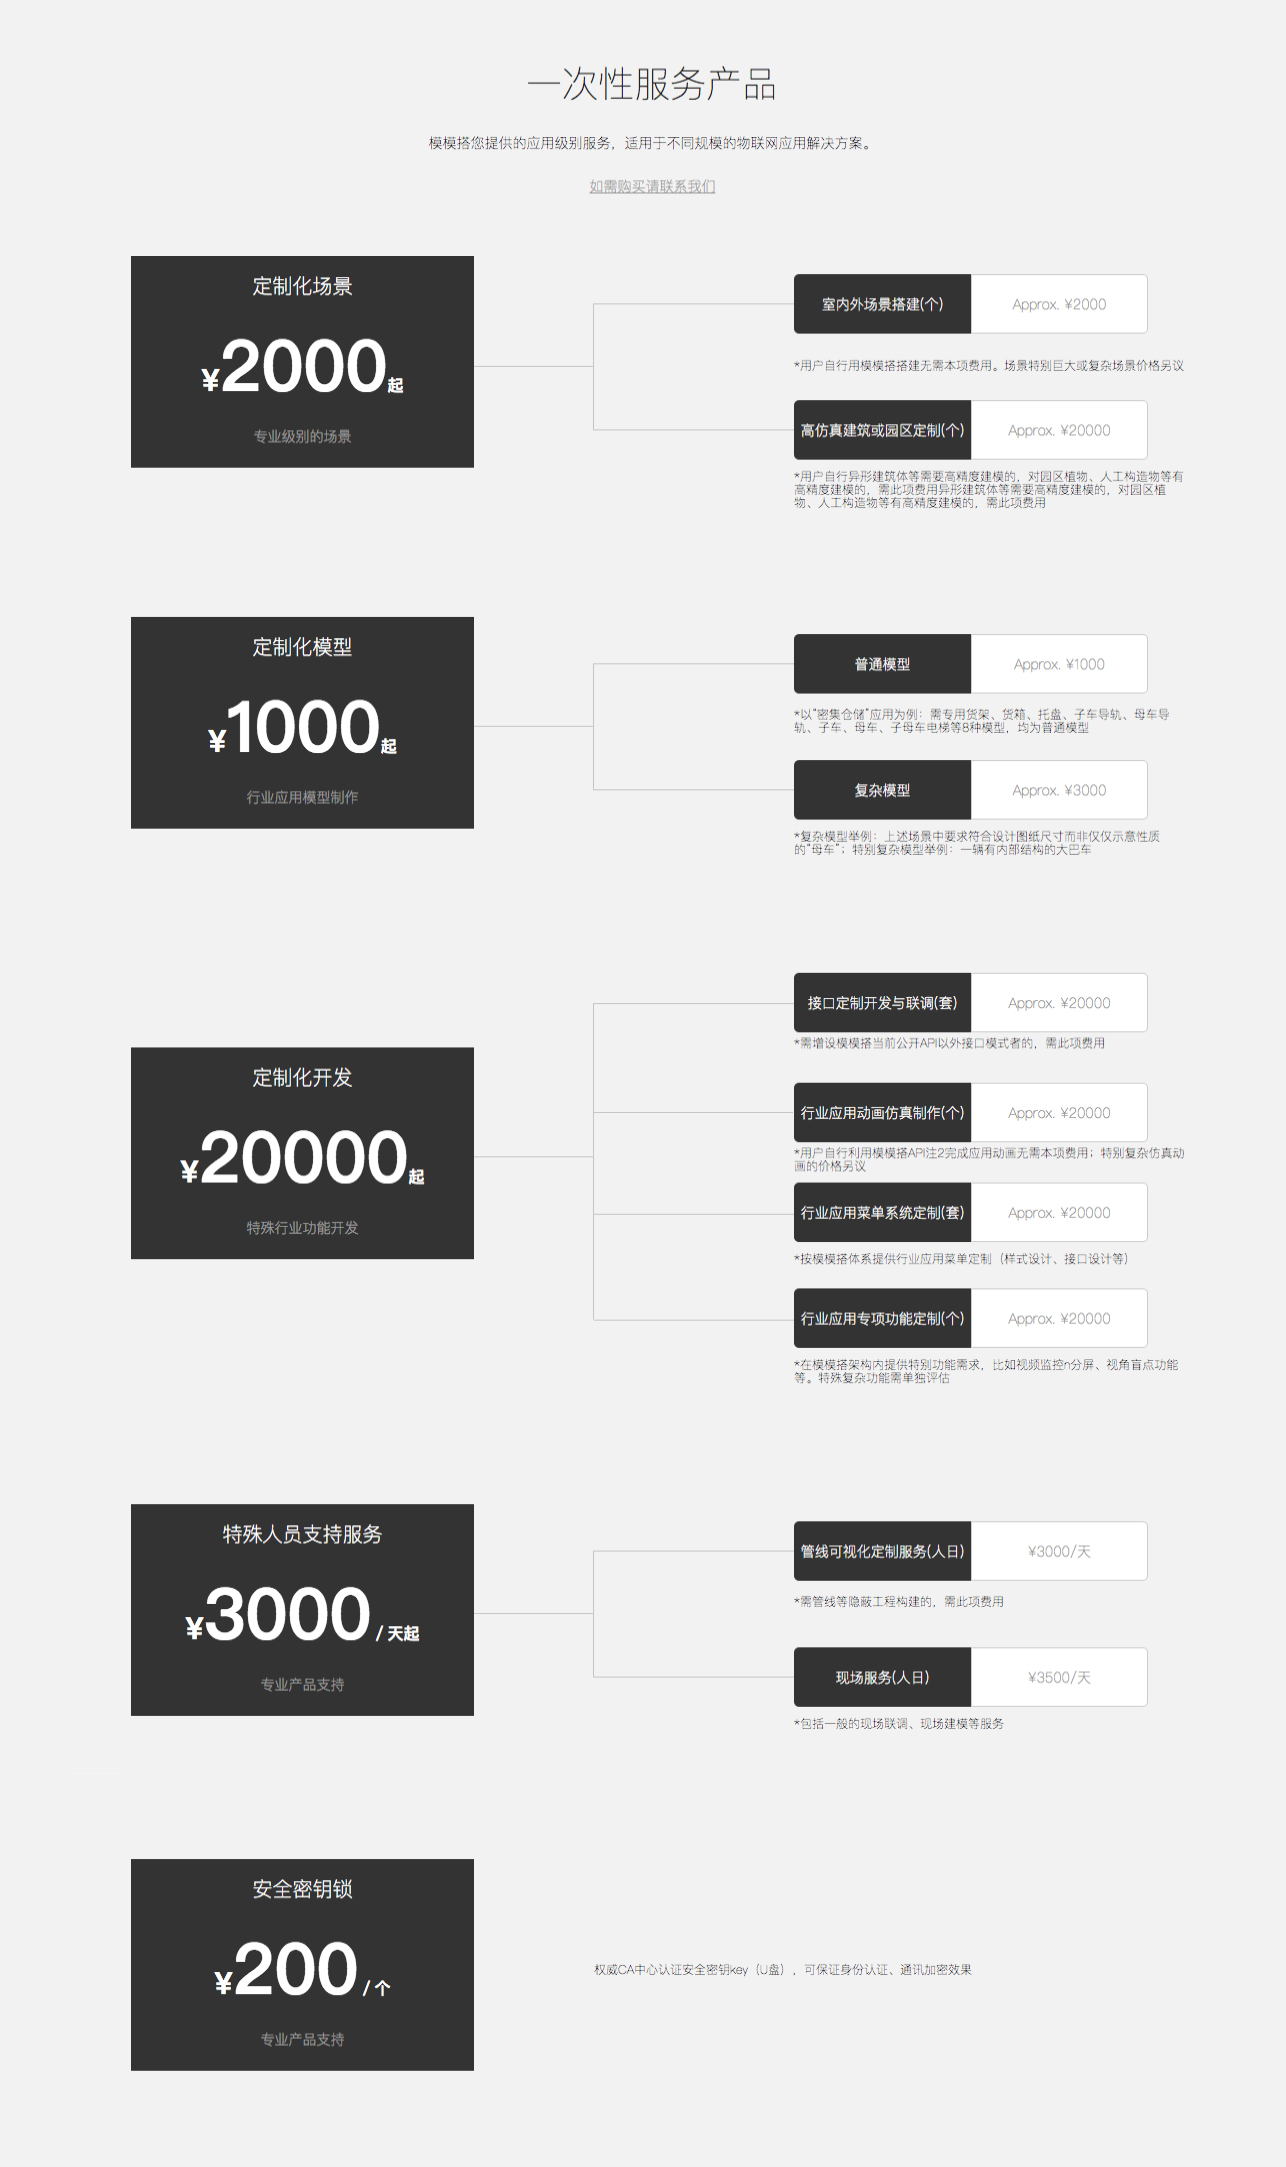 一次性服务产品
模模搭您提供的应用级别服务，适用于不同规模的物联网应用解决方案。
如需购买请联系我们
定制化场景
¥2000起
专业级别的场景
室内外场景搭建(个)
Approx. ¥2000
*用户自行用模模搭搭建无需本项费用。场景特别巨大或复杂场景价格另议
高仿真建筑或园区定制(个)
Approx. ¥20000
*用户自行异形建筑体等需要高精度建模的，对园区植物、人工构造物等有
高精度建模的，需此项费用异形建筑体等需要高精度建模的，对园区植
物、人工构造物等有高精度建模的，需此项费用
定制化模型
¥1000起
行业应用模型制作
普通模型
Approx. ¥1000
*以“密集仓储”应用为例：需专用货架、货箱、托盘、子车导轨、母车导
轨、子车、母车、子母车电梯等8种模型，均为普通模型
复杂模型
Approx. ¥3000
*复杂模型举例：上述场景中要求符合设计图纸尺寸而非仅仅示意性质
的“母车”；特别复杂模型举例：一辆有内部结构的大巴车
定制化开发
¥20000起
特殊行业功能开发
接口定制开发与联调(套)
Approx. ¥20000
*需增设模模搭当前公开API以外接口模式者的，需此项费用
行业应用动画仿真制作(个)
Approx. ¥20000
*用户自行利用模模搭API注2完成应用动画无需本项费用；特别复杂仿真动
画的价格另议
行业应用菜单系统定制(套)
Approx. ¥20000
*按模模搭体系提供行业应用菜单定制（样式设计、接口设计等）
行业应用专项功能定制(个)
Approx. ¥20000
*在模模搭架构内提供特别功能需求，比如视频监控n分屏、视角盲点功能
等。特殊复杂功能需单独评估
特殊人员支持服务
¥3000 / 天起
专业产品支持
管线可视化定制服务(人日)
¥3000/天
*需管线等隐蔽工程构建的，需此项费用
现场服务(人日)
¥3500/天
*包括一般的现场联调、现场建模等服务
安全密钥锁
¥200 / 个
专业产品支持
权威CA中心认证安全密钥key（U盘），可保证身份认证、通讯加密效果